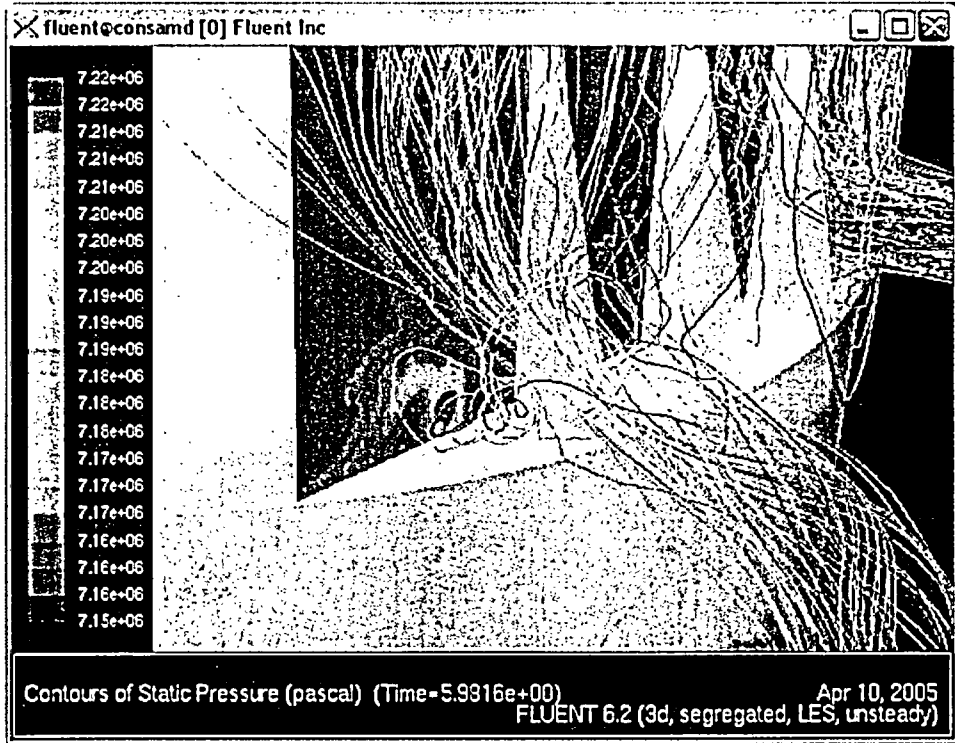 fluent@consamd [0] Fluent Inc
7.22e+06
7.22e+06
7.21e+06
7.21e+06
7.21e+06
7.20e+06
7.20e+06
7.20e+06
7.19e+06
7.19e+06
7.19e+06
7.18e+06
7.18e+06
7.18e+06
7.17e+06
7.17e+06
7.17e+06
7.16e+06
7.16e+06
7.16e+06
7.15e+06
Contours of Static Pressure (pascal) (Time=5.9816e+00)
Apr 10, 2005
FLUENT 6.2 (3d, segregated, LES, unsteady)